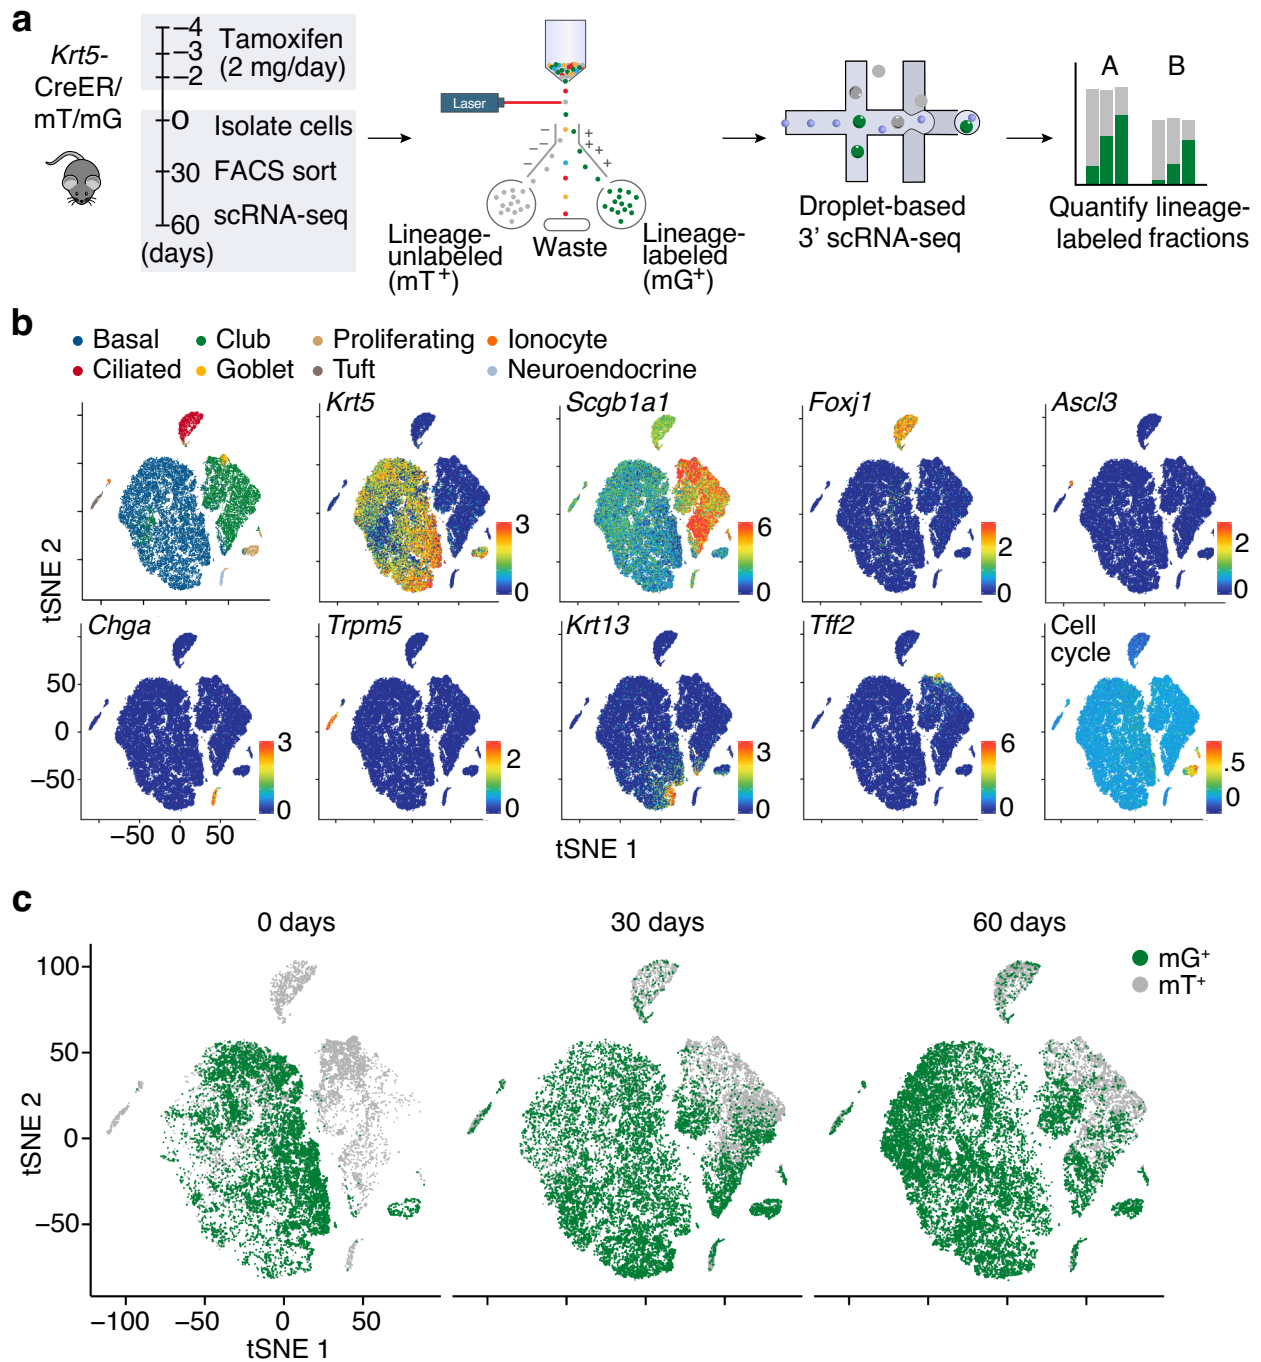 a
Krt5-
CreER/
mT/mG
−4
−3
−2
0
30
60
(days)
Tamoxifen
(2 mg/day)
Isolate cells
FACS sort
scRNA-seq
Laser
− − − −
+ + + +
Lineage-
unlabeled
(mT+)
Waste
Lineage-
labeled
(mG+)
Droplet-based
3’ scRNA-seq
A B
Quantify lineage-
labeled fractions
b
Basal Club Proliferating Ionocyte
Ciliated Goblet Tuft Neuroendocrine
tSNE 2
Krt5
3
0
Scgb1a1
6
0
Foxj1
2
0
Ascl3
2
0
Chga
50
0
−50
−50 0 50
3
0
Trpm5
2
0
Krt13
3
0
Tff2
6
0
Cell
cycle
.5
0
tSNE 1
c
0 days 30 days 60 days
mG+
mT+
100
50
0
−50
tSNE 2
−100 −50 0 50
tSNE 1